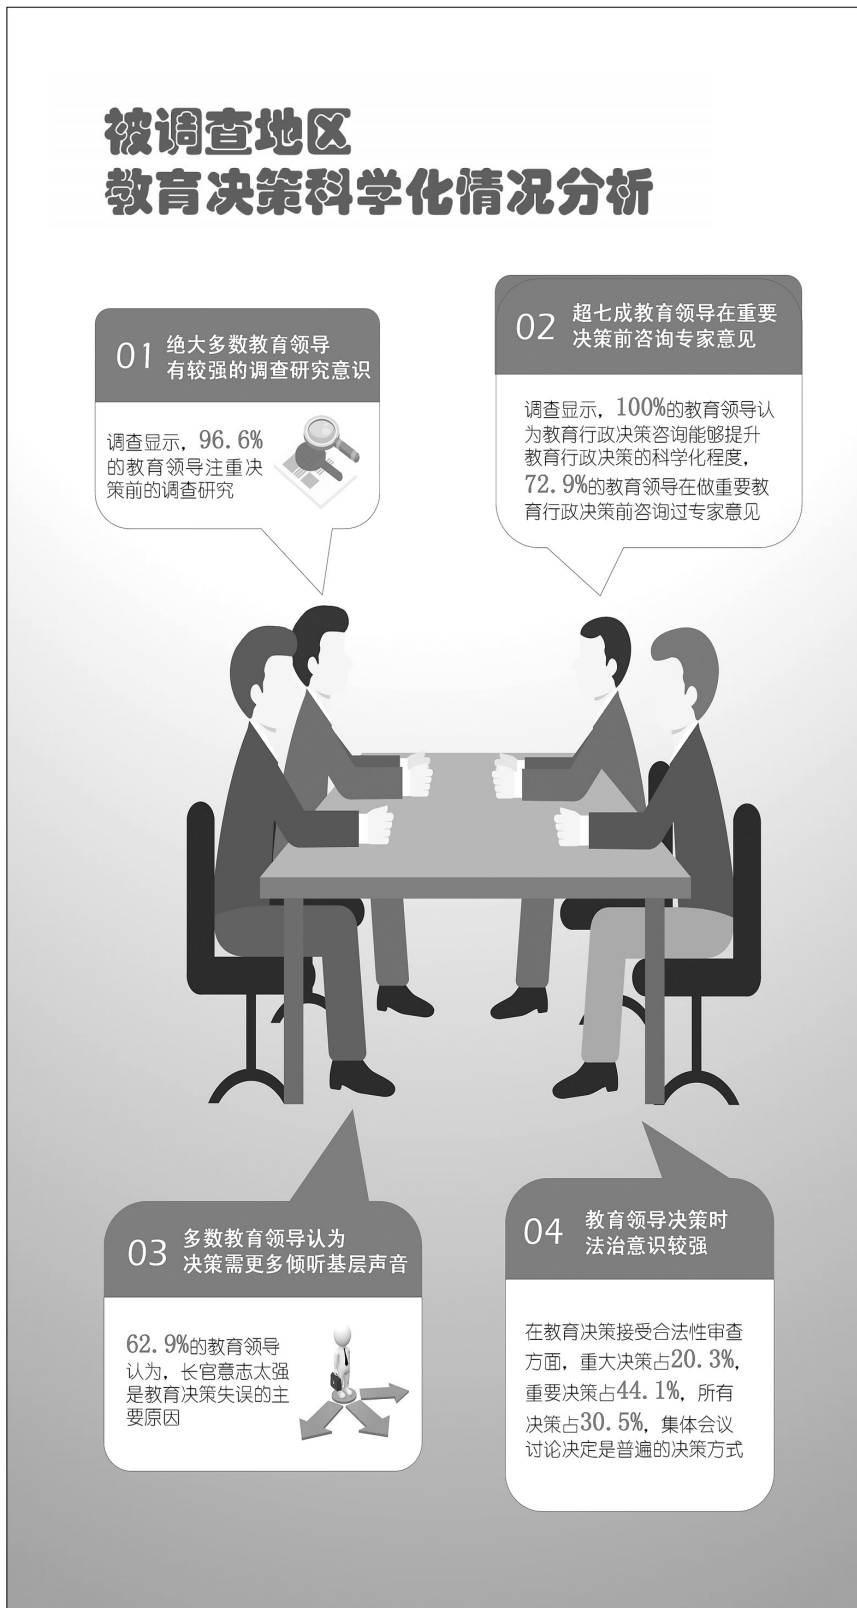 被调查地区
教育决策科学化情况分析
01 绝大多数教育领导
有较强的调查研究意识
调查显示，96.6%
的教育领导注重决
策前的调查研究
02 超七成教育领导在重要
决策前咨询专家意见
调查显示，100%的教育领导认
为教育行政决策咨询能够提升
教育行政决策的科学化程度，
72.9%的教育领导在做重要教
育行政决策前咨询过专家意见
03 多数教育领导认为
决策需更多倾听基层声音
62.9%的教育领导
认为，长官意志太强
是教育决策失误的主
要原因
04 教育领导决策时
法治意识较强
在教育决策接受合法性审查
方面，重大决策占20.3%，
重要决策占44.1%，所有
决策占30.5%，集体会议
讨论决定是普遍的决策方式